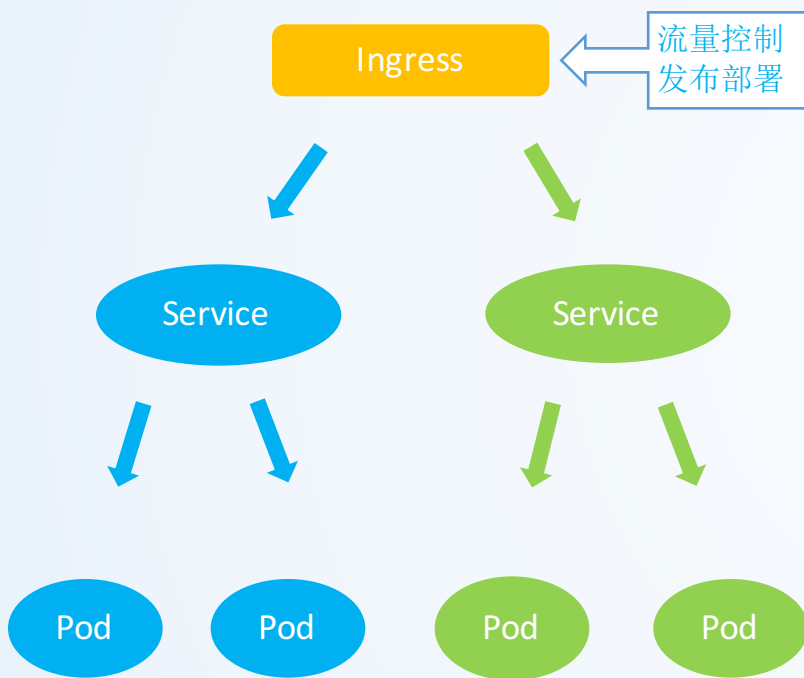 Ingress
流量控制
发布部署
Service
Service
Pod
Pod
Pod
Pod